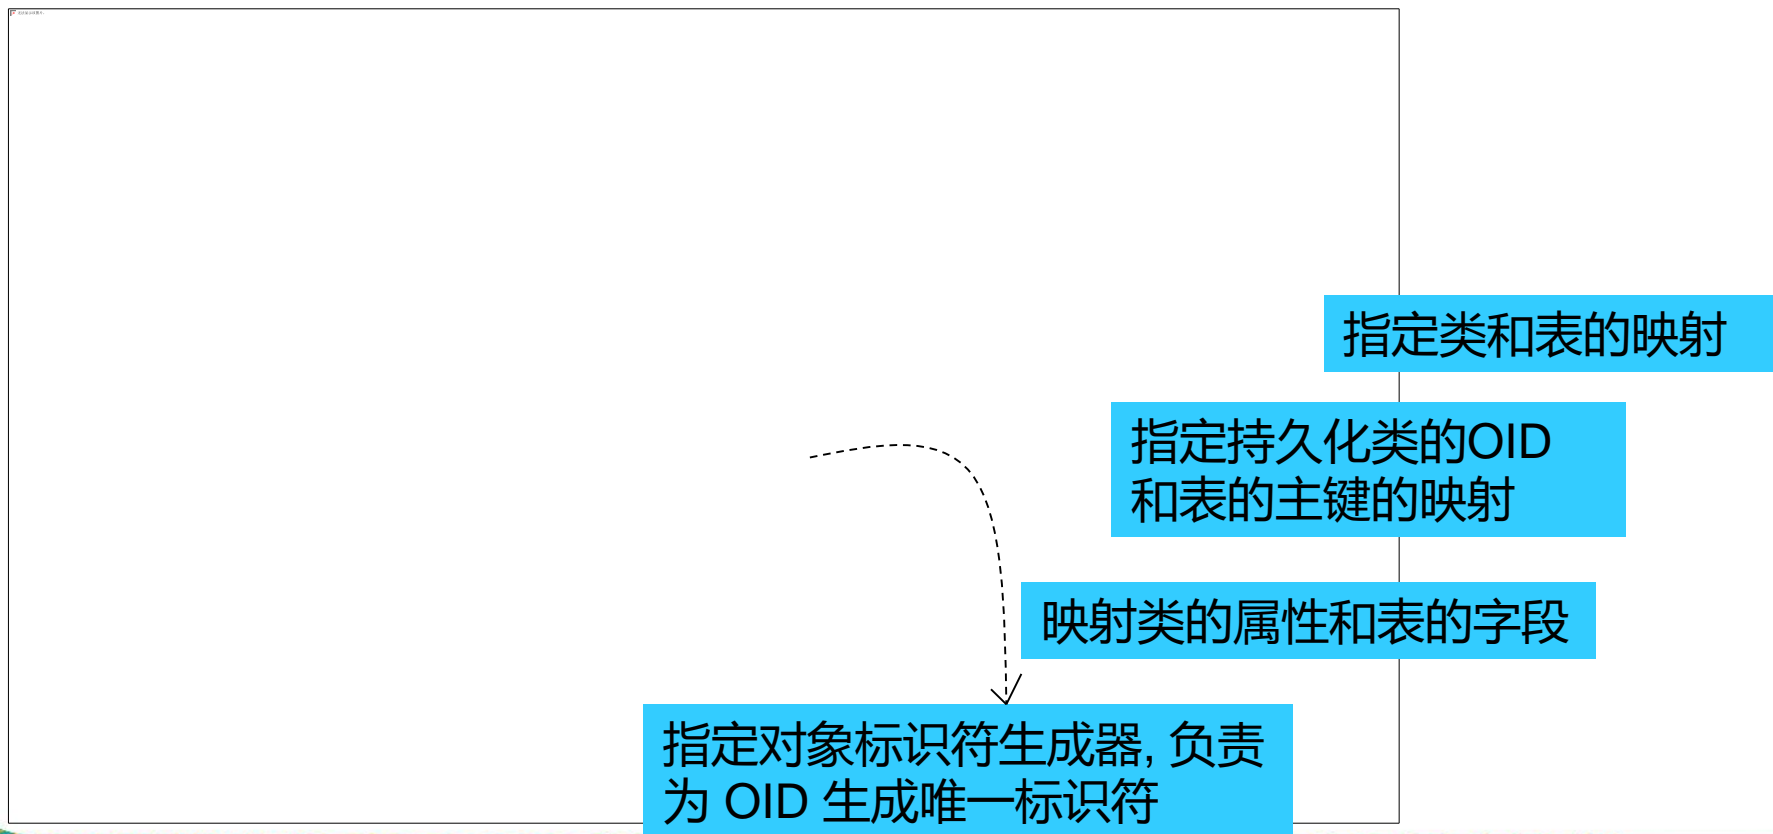 指定类和表的映射
指定持久化类的OID
和表的主键的映射
映射类的属性和表的字段
指定对象标识符生成器, 负责
为 OID 生成唯一标识符